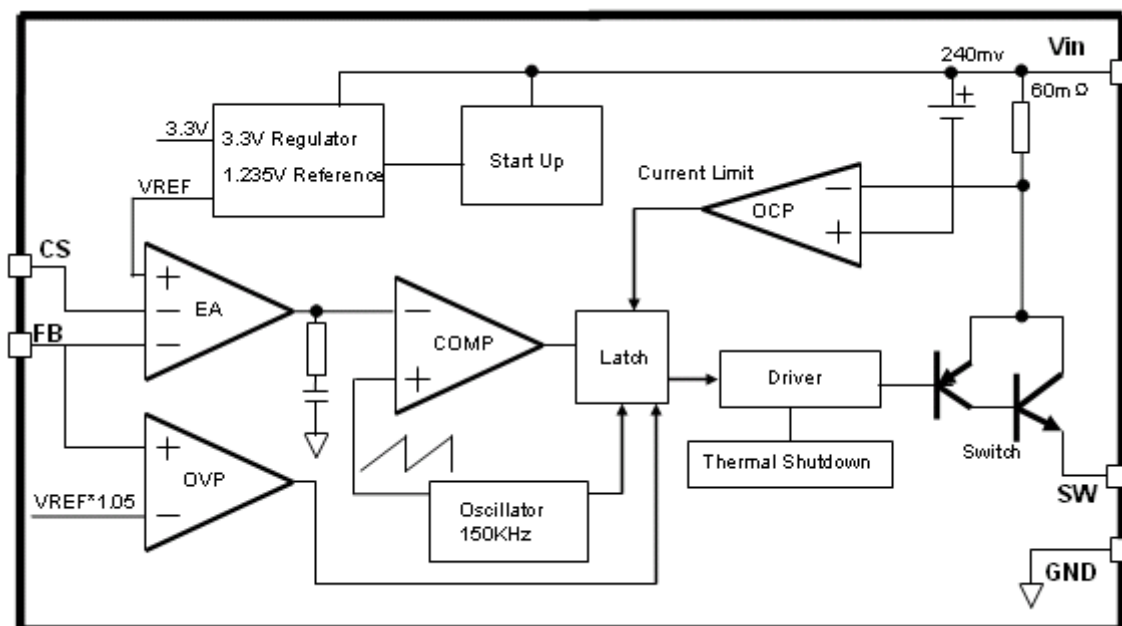 240mv
Vin
60mΩ
3.3V
3.3V Regulator
1.235V Reference
Start Up
VREF
Current Limit
OCP
−
+
+
CS
+
−
−
EA
FB
−
+
COMP
Latch
Driver
Thermal Shutdown
Switch
+
−
OVP
VREF*1.05
Oscillator
150KHz
SW
GND